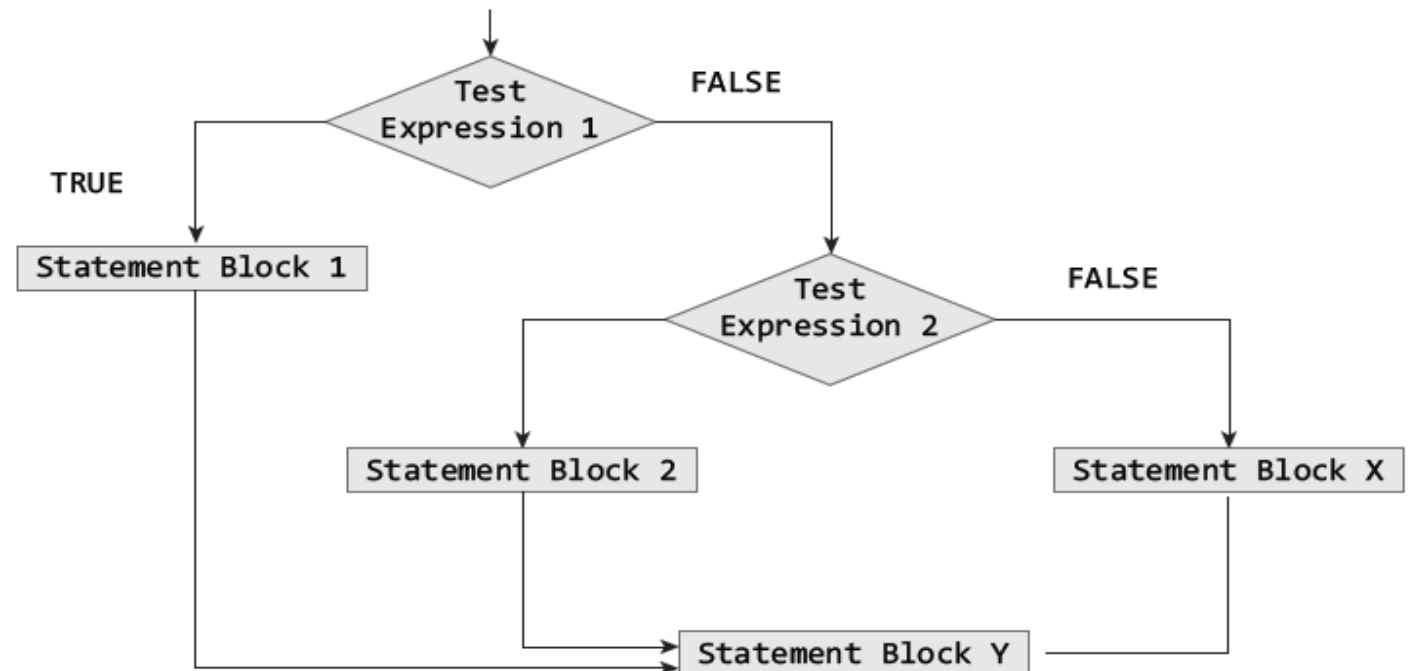 Test
Expression 1
FALSE
TRUE
Statement Block 1
Test
Expression 2
FALSE
Statement Block 2
Statement Block X
Statement Block Y